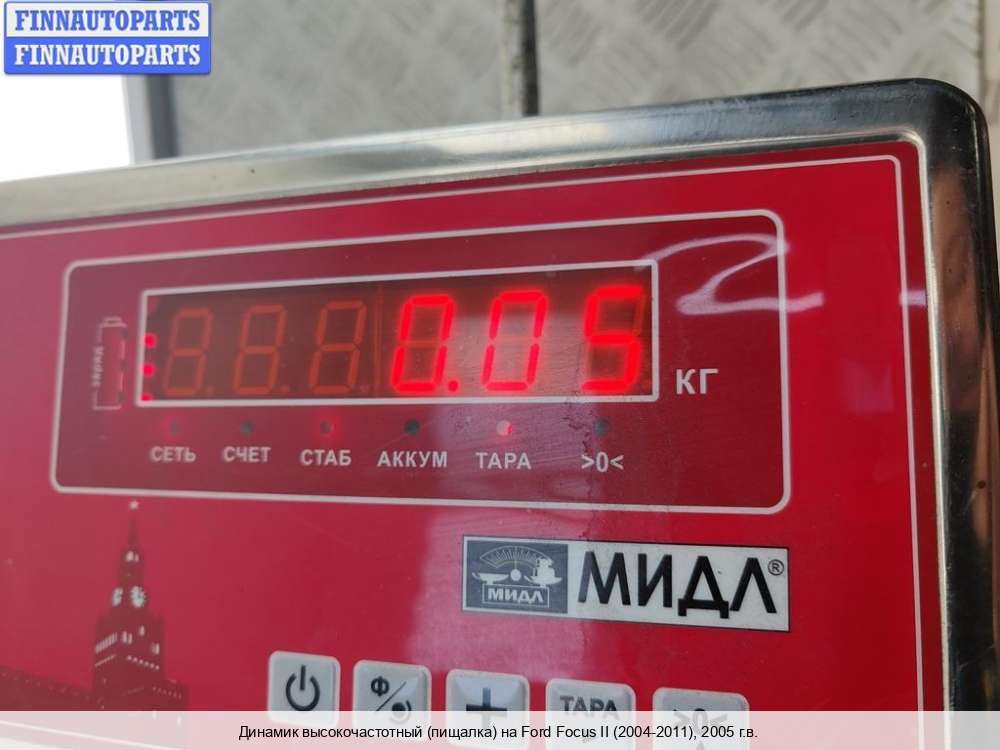 FINNAUTOPARTS
FINNAUTOPARTS
0.05
КГ
СЕТЬ СЧЕТ СТАБ АККУМ ТАРА >0<
МИДЛ МИДЛ®
Ф ТАРА >0<
Динамик высокочастотный (пищалка) на Ford Focus II (2004-2011), 2005 г.в.